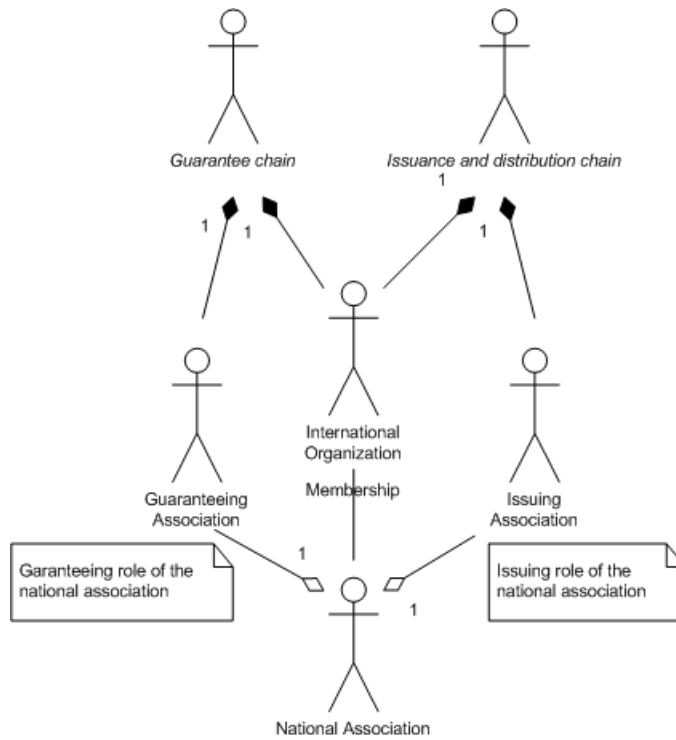 Guarantee chain
Issuance and distribution chain
1
1
1
1
International
Organization
Guaranteeing
Association
Membership
Issuing
Association
Garanteeing role of the
national association
1
Issuing role of the
national association
1
National Association